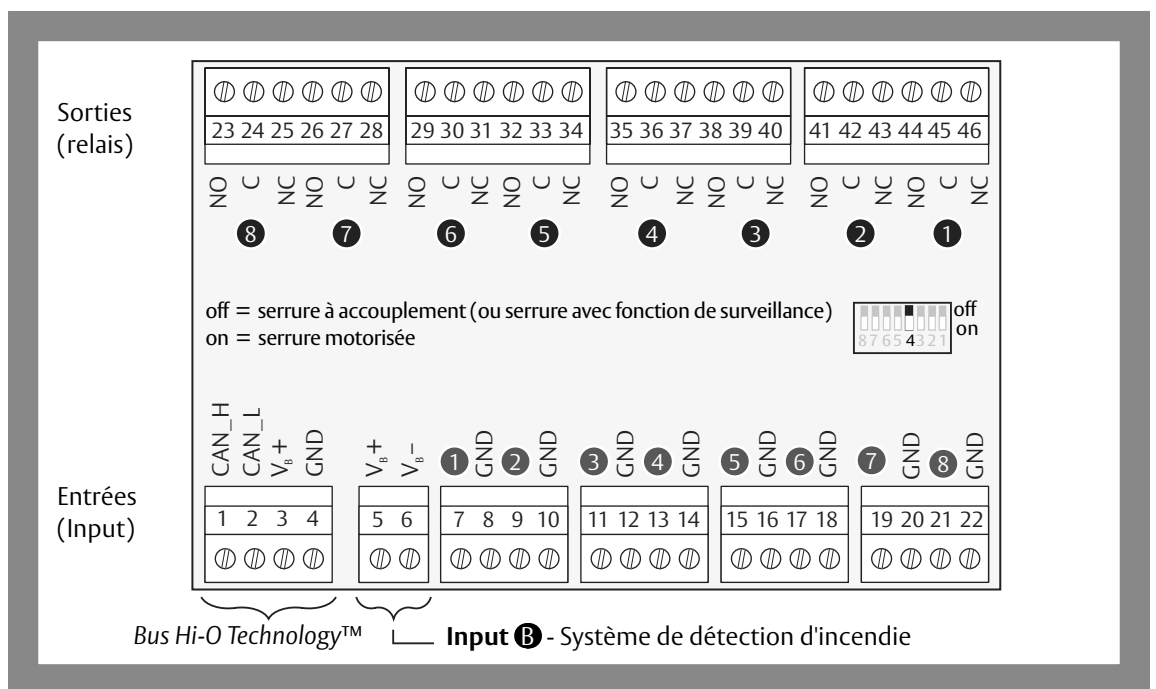 Sorties
(relais)
23 24 25 26 27 28 29 30 31 32 33 34 35 36 37 38 39 40 41 42 43 44 45 46
NO C NC NO C NC NO C NC NO C NC NO C NC NO C NC NO C NC NO C NC
8 7 6 5 4 3 2 1
off = serrure à accouplement (ou serrure avec fonction de surveillance)
on = serrure motorisée
off
on
8 7 6 5 4 3 2 1
CAN_H CAN_L VB+ GND VB− 1 GND 2 GND 3 GND 4 GND 5 GND 6 GND 7 GND 8 GND
Entrées
(Input)
1 2 3 4 5 6 7 8 9 10 11 12 13 14 15 16 17 18 19 20 21 22
Bus Hi-O Technology™
Input B - Système de détection d'incendie